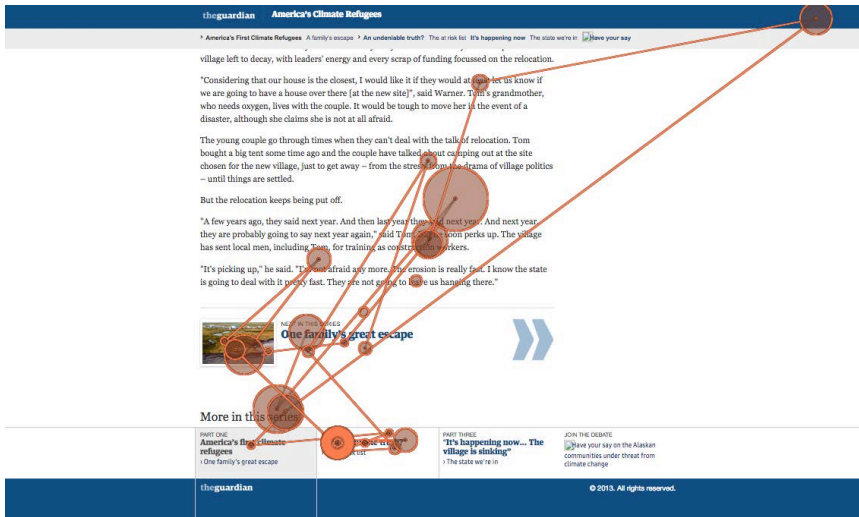 theguardian America's Climate Refugees
› America's First Climate Refugees A family's escape › An undeniable truth? The at risk list It's happening now The state we're in Have your say
village left to decay, with leaders' energy and every scrap of funding focussed on the relocation.
"Considering that our house is the closest, I would like it if they would at least let us know if
we are going to have a house over there [at the new site]", said Warner. Tom's grandmother,
who needs oxygen, lives with the couple. It would be tough to move her in the event of a
disaster, although she claims she is not at all afraid.
The young couple go through times when they can't deal with the talk of relocation. Tom
bought a big tent some time ago and the couple have talked about camping out at the site
chosen for the new village, just to get away – from the stress, from the drama of village politics
– until things are settled.
But the relocation keeps being put off.
"A few years ago, they said next year. And then last year they said next year. And next year,
they are probably going to say next year again," said Tom. soon perks up. The village
has sent local men, including Tom, for training as construction workers.
"It's picking up," he said. "I'm not afraid any more. The erosion is really fast. I know the state
is going to deal with it pretty fast. They are not going to leave us hanging there."
NEXT IN THIS SERIES
One family's great escape
More in this series
PART ONE
America's first climate
refugees
› One family's great escape
list
PART THREE
"It's happening now... The
village is sinking"
› The state we're in
JOIN THE DEBATE
Have your say on the Alaskan
communities under threat from
climate change
theguardian © 2013. All rights reserved.